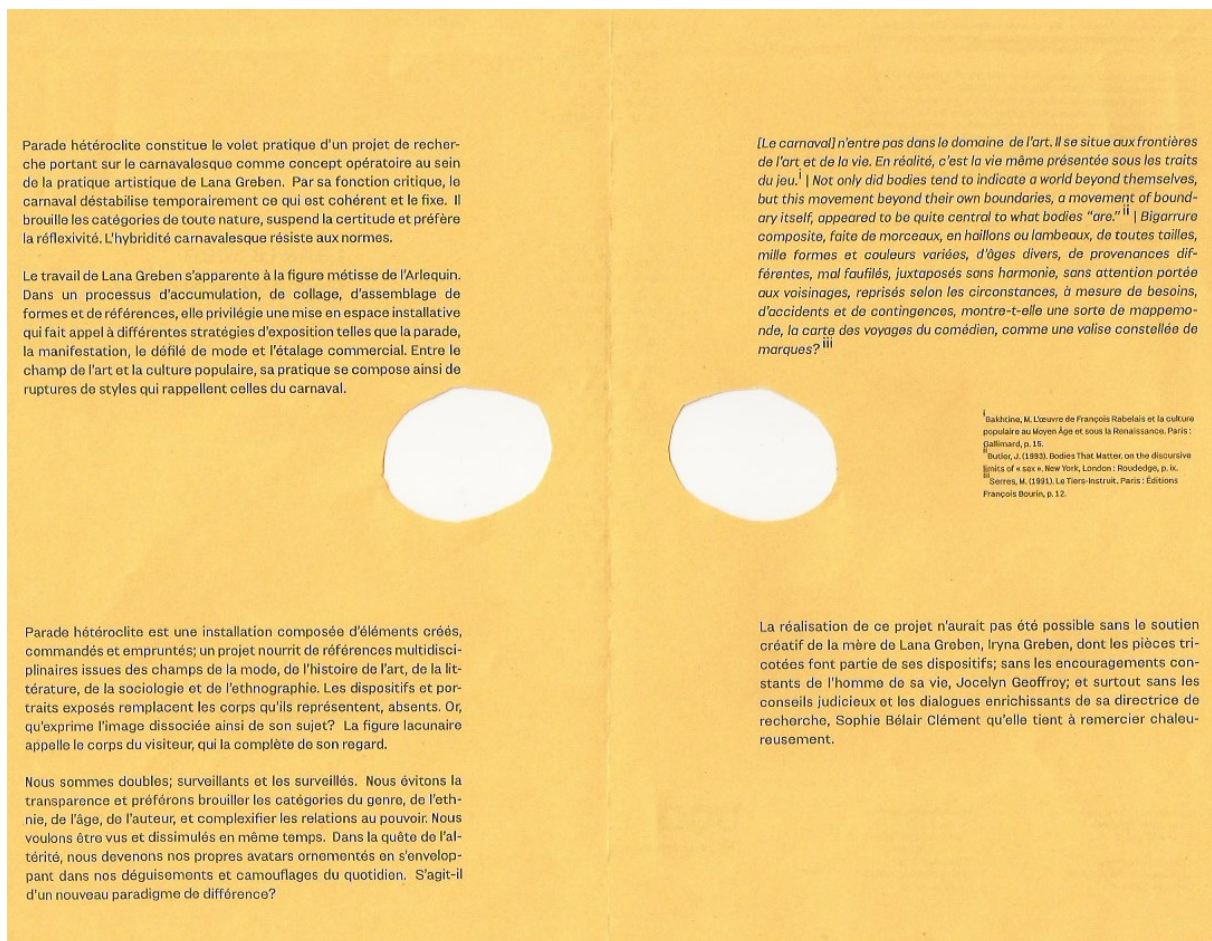 Parade hétéroclite constitue le volet pratique d'un projet de recher-
che portant sur le carnavalesque comme concept opératoire au sein
de la pratique artistique de Lana Greben. Par sa fonction critique, le
carnaval déstabilise temporairement ce qui est cohérent et le fixe. Il
brouille les catégories de toute nature, suspend la certitude et préfère
la réflexivité. L'hybridité carnavalesque résiste aux normes.
Le travail de Lana Greben s'apparente à la figure métisse de l'Arlequin.
Dans un processus d'accumulation, de collage, d'assemblage de
formes et de références, elle privilégie une mise en espace installative
qui fait appel à différentes stratégies d'exposition telles que la parade,
la manifestation, le défilé de mode et l'étalage commercial. Entre le
champ de l'art et la culture populaire, sa pratique se compose ainsi de
ruptures de styles qui rappellent celles du carnaval.
Parade hétéroclite est une installation composée d'éléments créés,
commandés et empruntés; un projet nourrit de références multidisci-
plinaires issues des champs de la mode, de l'histoire de l'art, de la lit-
térature, de la sociologie et de l'ethnographie. Les dispositifs et por-
traits exposés remplacent les corps qu'ils représentent, absents. Or,
qu'exprime l'image dissociée ainsi de son sujet? La figure lacunaire
appelle le corps du visiteur, qui la complète de son regard.
Nous sommes doubles; surveillants et les surveillés. Nous évitons la
transparence et préférons brouiller les catégories du genre, de l'eth-
nie, de l'âge, de l'auteur, et complexifier les relations au pouvoir. Nous
voulons être vus et dissimulés en même temps. Dans la quête de l'al-
térité, nous devenons nos propres avatars ornementés en s'envelop-
pant dans nos déguisements et camouflages du quotidien. S'agit-il
d'un nouveau paradigme de différence?
[Le carnaval] n'entre pas dans le domaine de l'art. Il se situe aux frontières
de l'art et de la vie. En réalité, c'est la vie même présentée sous les traits
du jeu.i | Not only did bodies tend to indicate a world beyond themselves,
but this movement beyond their own boundaries, a movement of bound-
ary itself, appeared to be quite central to what bodies "are."ii | Bigarrure
composite, faite de morceaux, en haillons ou lambeaux, de toutes tailles,
mille formes et couleurs variées, d'âges divers, de provenances dif-
férentes, mal faufilés, juxtaposés sans harmonie, sans attention portée
aux voisinages, reprisés selon les circonstances, à mesure de besoins,
d'accidents et de contingences, montre-t-elle une sorte de mappemo-
nde, la carte des voyages du comédien, comme une valise constellée de
marques? iii
i Bakhtine, M. L'œuvre de François Rabelais et la culture
populaire au Moyen Âge et sous la Renaissance. Paris :
Gallimard, p. 15.
ii Butler, J. (1993). Bodies That Matter. on the discursive
limits of « sex ». New York, London : Roudedge, p. ix.
iii Serres, M. (1991). Le Tiers-Instruit. Paris : Éditions
François Bourin, p. 12.
La réalisation de ce projet n'aurait pas été possible sans le soutien
créatif de la mère de Lana Greben, Iryna Greben, dont les pièces tri-
cotées font partie de ses dispositifs; sans les encouragements con-
stants de l'homme de sa vie, Jocelyn Geoffroy; et surtout sans les
conseils judicieux et les dialogues enrichissants de sa directrice de
recherche, Sophie Bélair Clément qu'elle tient à remercier chaleu-
reusement.